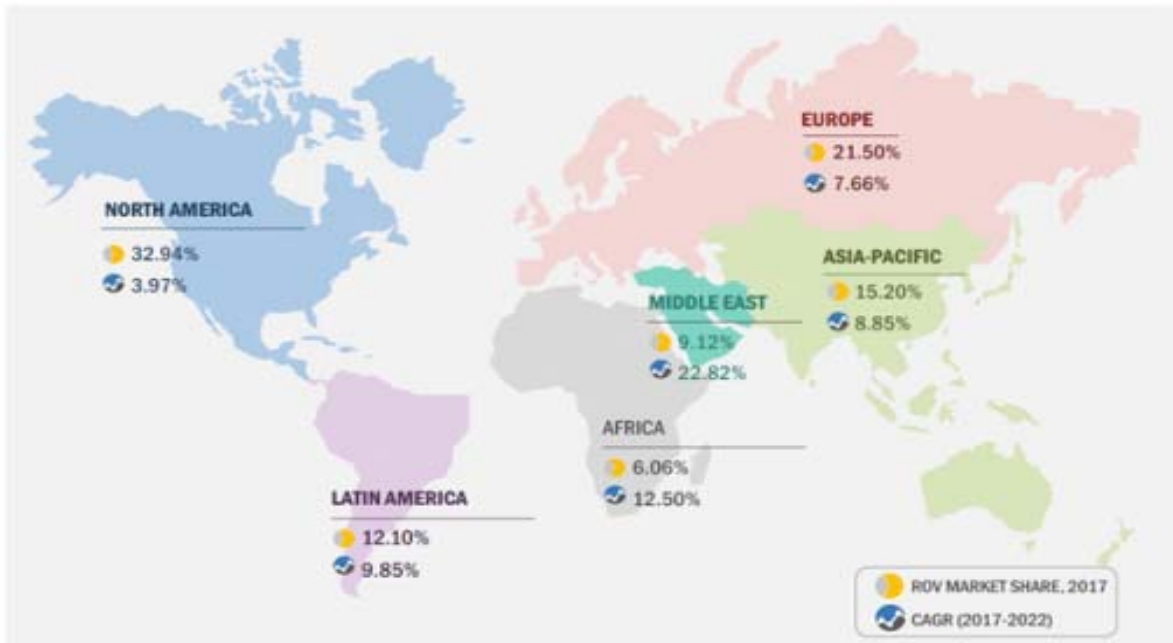 EUROPE
21.50%
7.66%
NORTH AMERICA
32.94%
3.97%
ASIA-PACIFIC
15.20%
8.85%
MIDDLE EAST
9.12%
22.82%
AFRICA
6.06%
12.50%
LATIN AMERICA
12.10%
9.85%
ROV MARKET SHARE, 2017
CAGR (2017-2022)